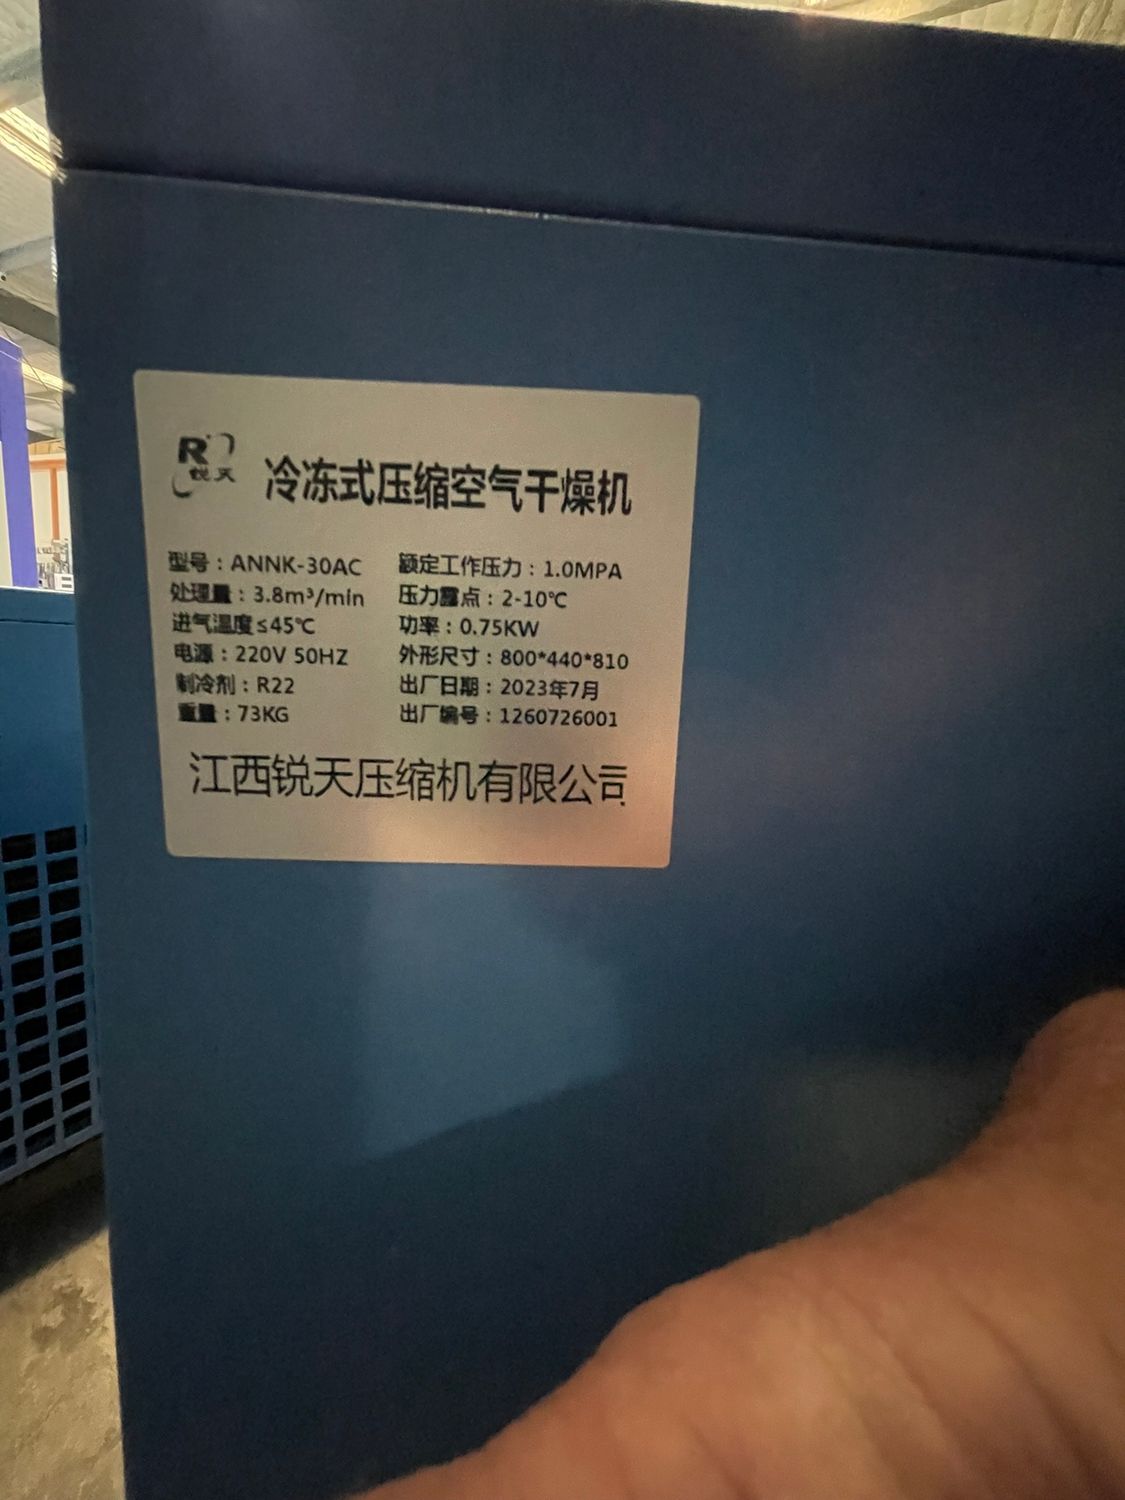 R
锐天
冷冻式压缩空气干燥机
型号：ANNK-30AC 额定工作压力：1.0MPA
处理量：3.8m³/min 压力露点：2-10℃
进气温度≤45℃ 功率：0.75KW
电源：220V 50HZ 外形尺寸：800*440*810
制冷剂：R22 出厂日期：2023年7月
重量：73KG 出厂编号：1260726001
江西锐天压缩机有限公司